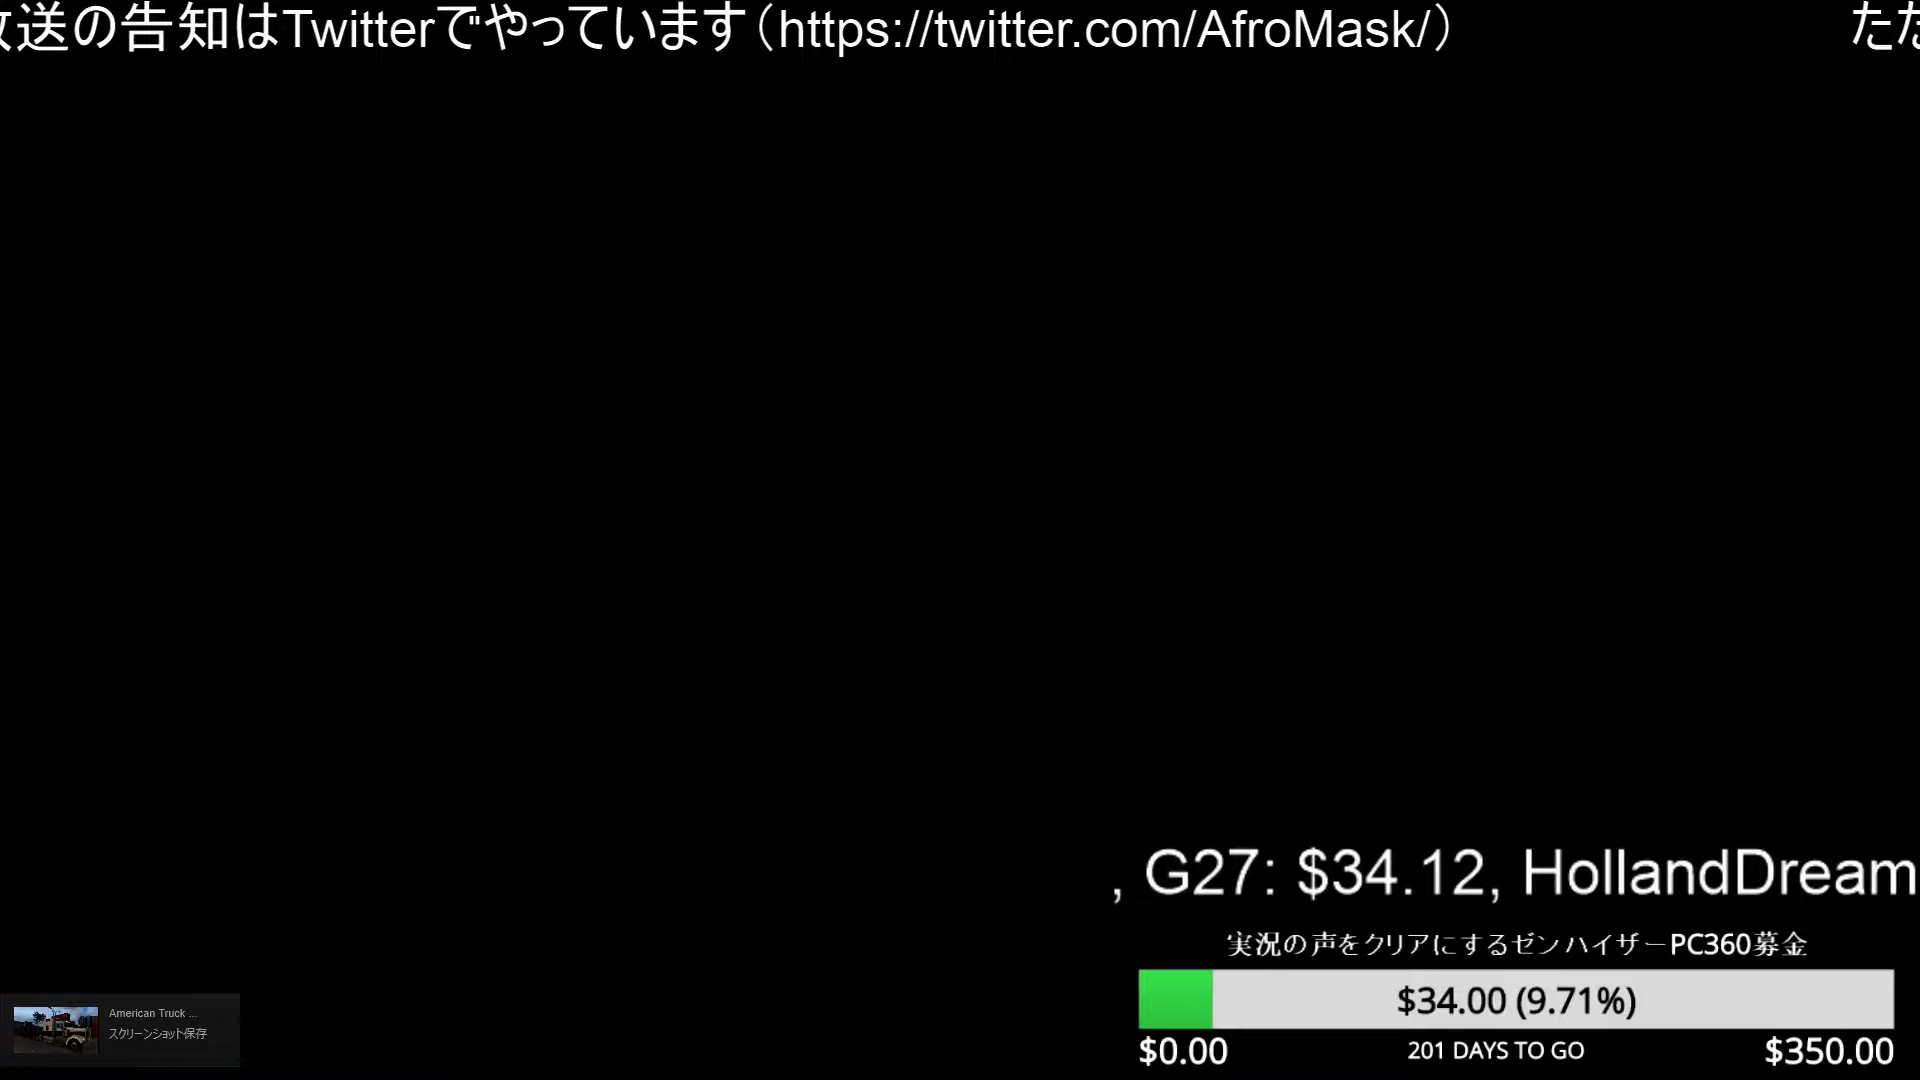 送の告知はTwitterでやっています（https://twitter.com/AfroMask/）
, G27: $34.12, HollandDream
実況の声をクリアにするゼンハイザーPC360募金
$34.00 (9.71%)
$0.00 201 DAYS TO GO $350.00
American Truck ...
スクリーンショット保存